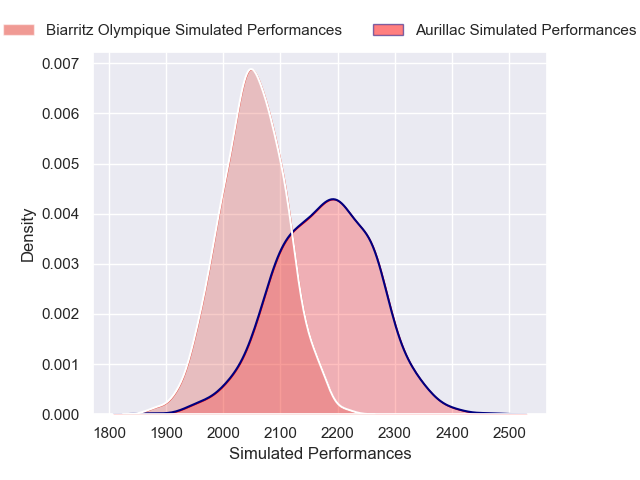 Biarritz Olympique Simulated Performances
Aurillac Simulated Performances
0.007
0.006
0.005
0.004
0.003
0.002
0.001
0.000
Density
1800 1900 2000 2100 2200 2300 2400 2500
Simulated Performances